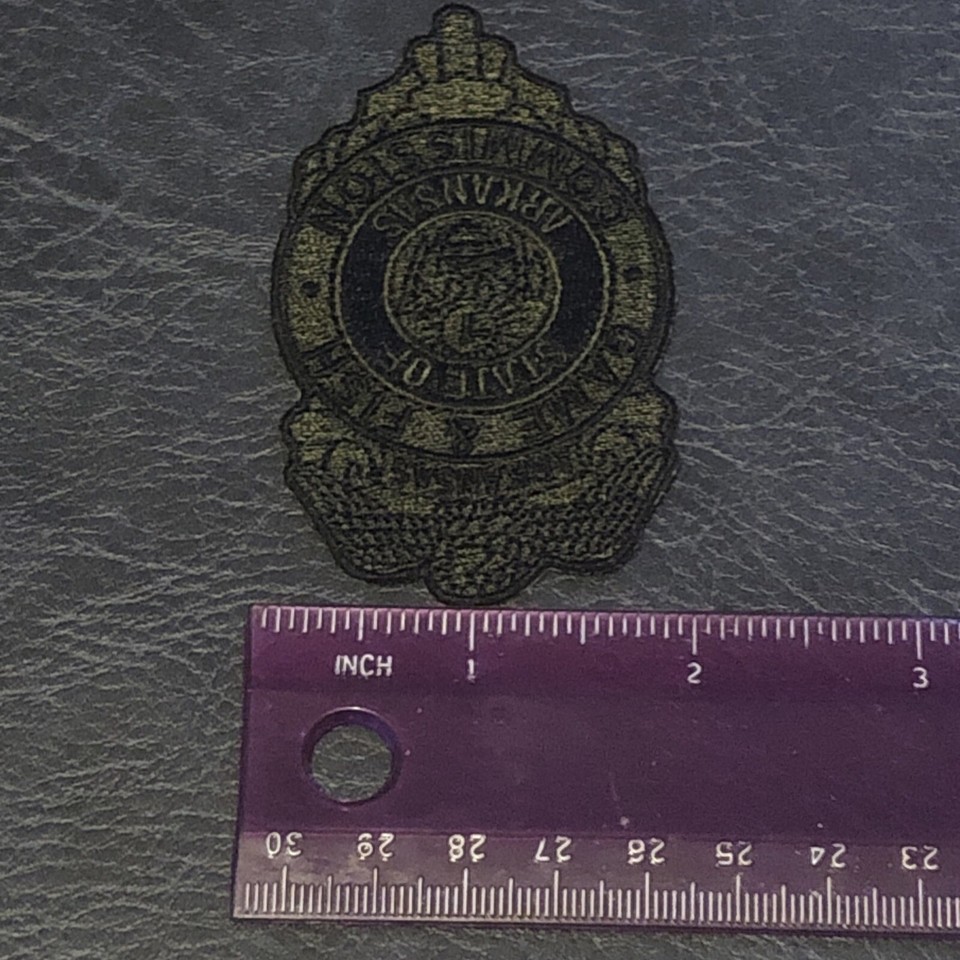 GAME & FISH
COMMISSION
STATE OF
ARKANSAS
INCH
1 2 3
30 29 28 27 26 25 24 23